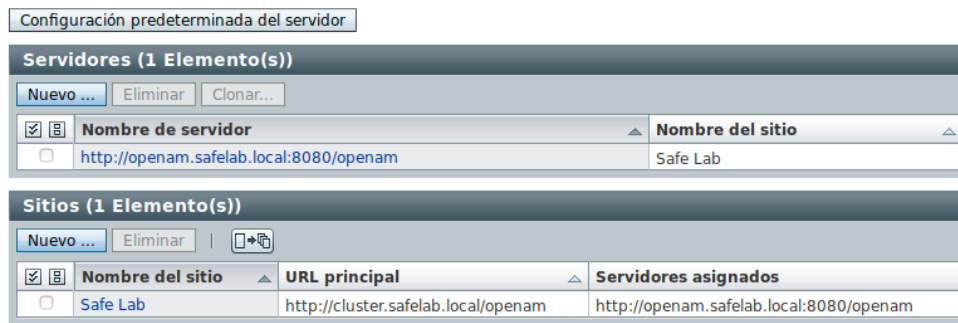 Configuración predeterminada del servidor
Servidores (1 Elemento(s))
Nuevo ... Eliminar Clonar...
Nombre de servidor Nombre del sitio
http://openam.safelab.local:8080/openam Safe Lab
Sitios (1 Elemento(s))
Nuevo ... Eliminar |
Nombre del sitio URL principal Servidores asignados
Safe Lab http://cluster.safelab.local/openam http://openam.safelab.local:8080/openam